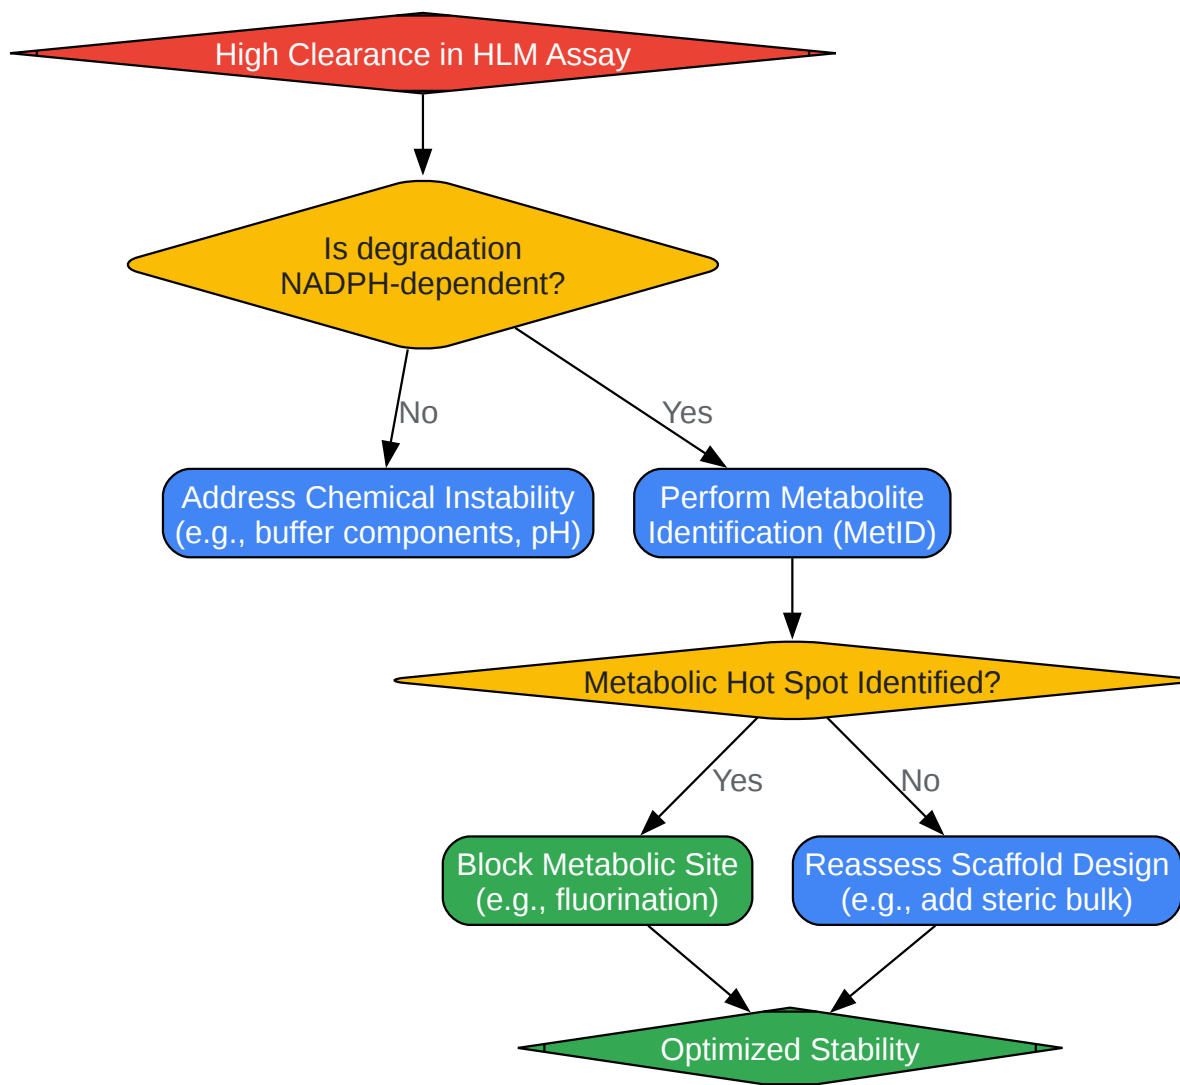 High Clearance in HLM Assay
Is degradation
NADPH-dependent?
No
Yes
Address Chemical Instability
(e.g., buffer components, pH)
Perform Metabolite
Identification (MetID)
Metabolic Hot Spot Identified?
Yes
No
Block Metabolic Site
(e.g., fluorination)
Reassess Scaffold Design
(e.g., add steric bulk)
Optimized Stability